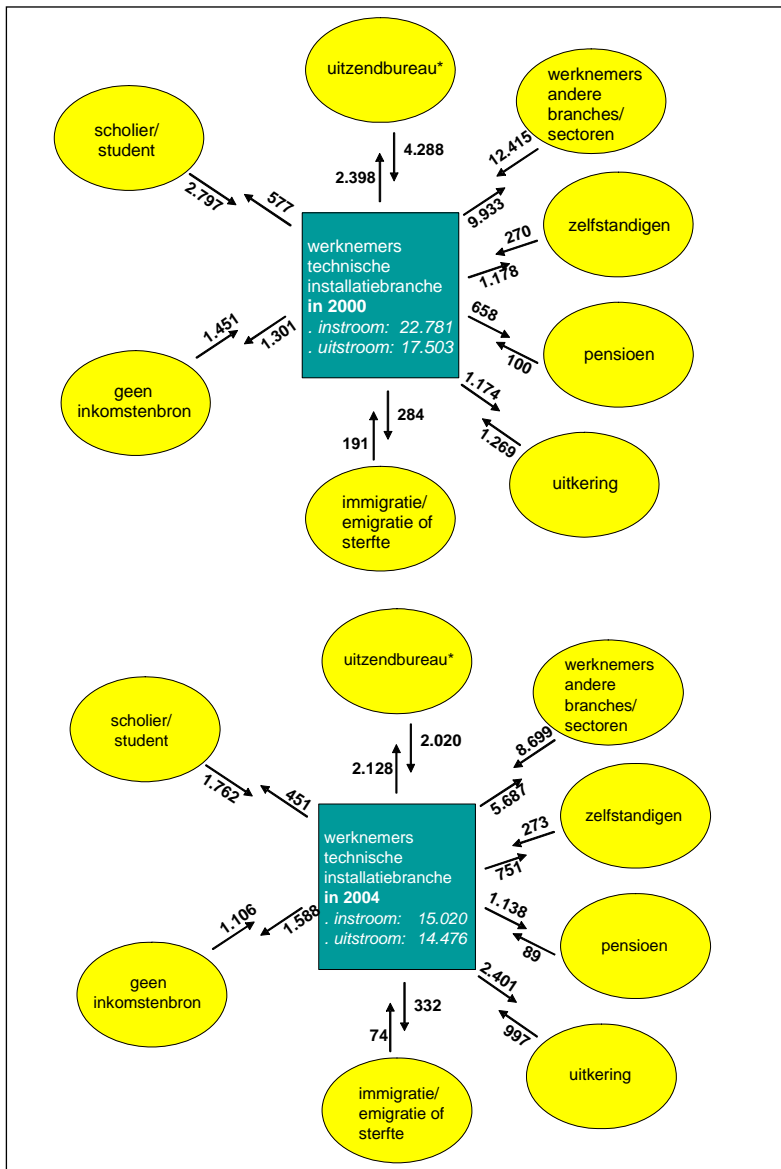 uitzendbureau*
werknemers
andere
branches/
sectoren
scholier/
student
4.288
12.415
2.398
9.933
2.797
577
zelfstandigen
270
1.178
werknemers
technische
installatiebranche
in 2000
. instroom: 22.781
. uitstroom: 17.503
658
100
pensioen
1.451
1.301
geen
inkomstenbron
1.174
1.269
uitkering
284
191
immigratie/
emigratie of
sterfte
uitzendbureau*
werknemers
andere
branches/
sectoren
scholier/
student
2.020
8.699
2.128
5.687
1.762
451
zelfstandigen
273
751
werknemers
technische
installatiebranche
in 2004
. instroom: 15.020
. uitstroom: 14.476
1.138
89
pensioen
1.106
1.588
geen
inkomstenbron
2.401
997
uitkering
332
74
immigratie/
emigratie of
sterfte